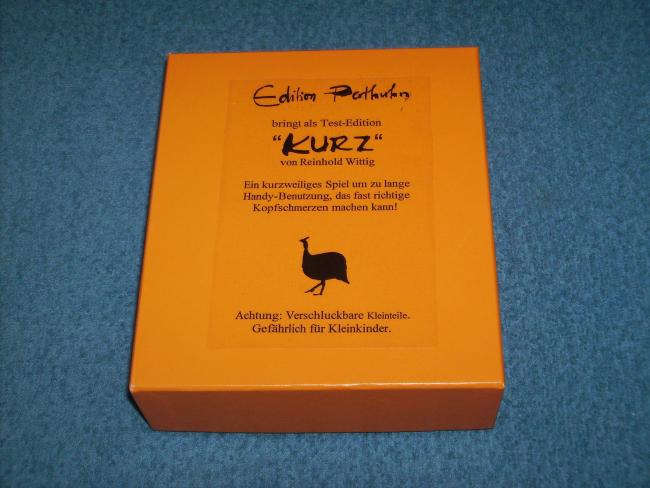 Edition Perlhuhn
bringt als Test-Edition
"KURZ"
von Reinhold Wittig
Ein kurzweiliges Spiel um zu lange
Handy-Benutzung, das fast richtige
Kopfschmerzen machen kann!
Achtung: Verschluckbare Kleinteile.
Gefährlich für Kleinkinder.